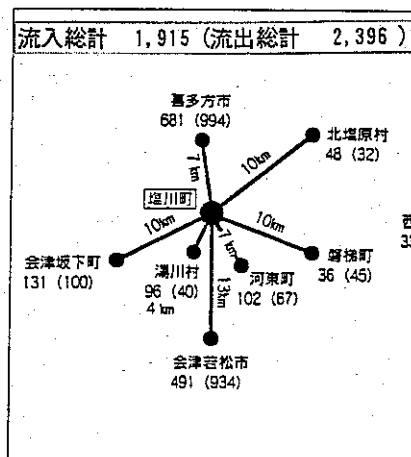 流入総計 1,915 (流出総計 2,396 )
喜多方市
681 (994)
北塩原村
48 (32)
7km
10km
塩川町
10km
10km
7km
会津坂下町
131 (100)
湯川村
96 (40)
4km
13km
河東町
102 (67)
磐梯町
36 (45)
会津若松市
491 (934)